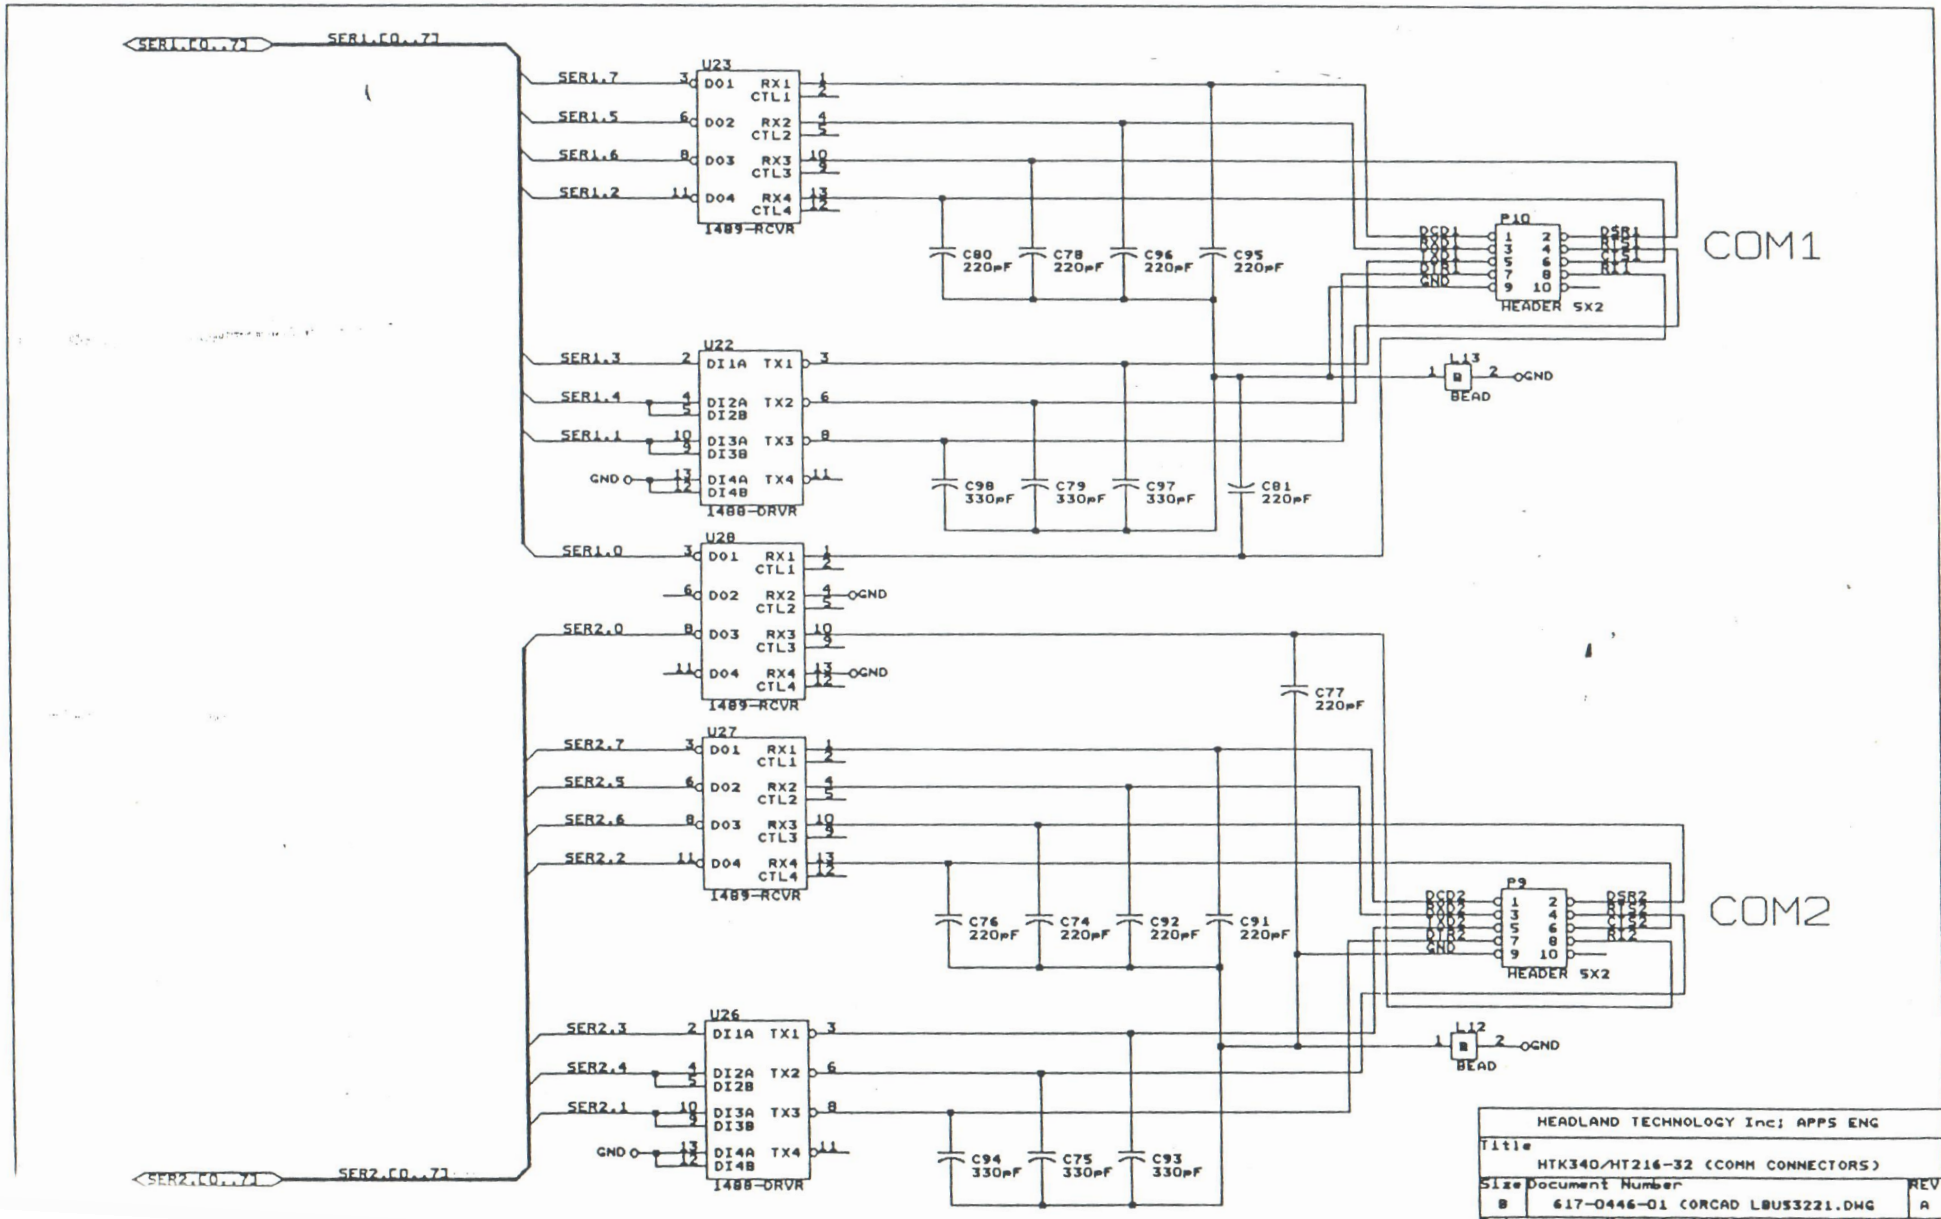 SER1.[0..7]
SER1.[0..7]
U23
SER1.7 3 DO1 RX1 1
CTL1 2
SER1.5 6 DO2 RX2 4
CTL2 5
SER1.6 8 DO3 RX3 10
CTL3 9
SER1.2 11 DO4 RX4 13
CTL4 12
1489-RCVR
C80
220pF
C78
220pF
C96
220pF
C95
220pF
P10
DCD1 1 2 DSR1
RXD1 3 4 RTS1
TXD1 5 6 CTS1
DTR1 7 8 RI1
GND 9 10
HEADER 5X2
COM1
U22
SER1.3 2 DI1A TX1 3
SER1.4 4 DI2A TX2 6
5 DI2B
SER1.1 10 DI3A TX3 8
9 DI3B
GND 13 DI4A TX4 11
12 DI4B
1488-DRVR
L13
1 B 2 GND
BEAD
C98
330pF
C79
330pF
C97
330pF
C81
220pF
U28
SER1.0 3 DO1 RX1 1
CTL1 2
6 DO2 RX2 4 GND
CTL2 5
SER2.0 8 DO3 RX3 10
CTL3 9
11 DO4 RX4 13 GND
CTL4 12
1489-RCVR
C77
220pF
U27
SER2.7 3 DO1 RX1 1
CTL1 2
SER2.5 6 DO2 RX2 4
CTL2 5
SER2.6 8 DO3 RX3 10
CTL3 9
SER2.2 11 DO4 RX4 13
CTL4 12
1489-RCVR
C76
220pF
C74
220pF
C92
220pF
C91
220pF
P9
DCD2 1 2 DSR2
RXD2 3 4 RTS2
TXD2 5 6 CTS2
DTR2 7 8 RI2
GND 9 10
HEADER 5X2
COM2
U26
SER2.3 2 DI1A TX1 3
SER2.4 4 DI2A TX2 6
5 DI2B
SER2.1 10 DI3A TX3 8
9 DI3B
GND 13 DI4A TX4 11
12 DI4B
1488-DRVR
L12
1 B 2 GND
BEAD
C94
330pF
C75
330pF
C93
330pF
SER2.[0..7]
SER2.[0..7]
HEADLAND TECHNOLOGY Inc; APPS ENG
Title
HTK340/HT216-32 (COMM CONNECTORS)
Size Document Number REV
B 617-0446-01 (ORCAD LBUS3221.DWG A